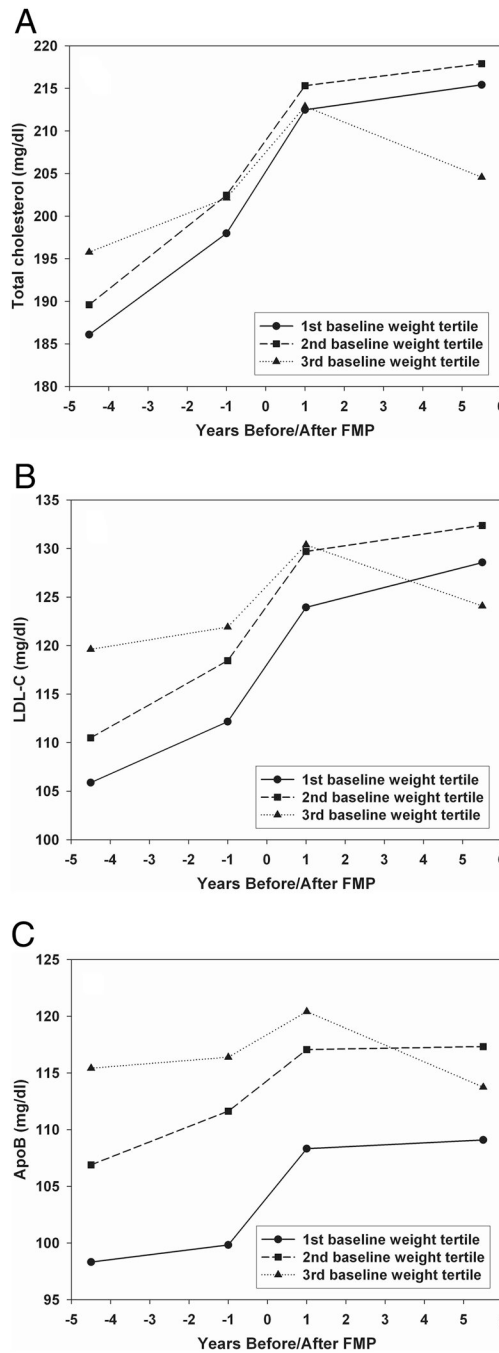 A
220
215
210
205
200
195
190
185
180
Total cholesterol (mg/dl)
1st baseline weight tertile
2nd baseline weight tertile
3rd baseline weight tertile
-5 -4 -3 -2 -1 0 1 2 3 4 5 6
Years Before/After FMP
B
135
130
125
120
115
110
105
100
LDL-C (mg/dl)
1st baseline weight tertile
2nd baseline weight tertile
3rd baseline weight tertile
-5 -4 -3 -2 -1 0 1 2 3 4 5 6
Years Before/After FMP
C
125
120
115
110
107
100
95
ApoB (mg/dl)
1st baseline weight tertile
2nd baseline weight tertile
3rd baseline weight tertile
-5 -4 -3 -2 -1 0 1 2 3 4 5
Years Before/After FMP